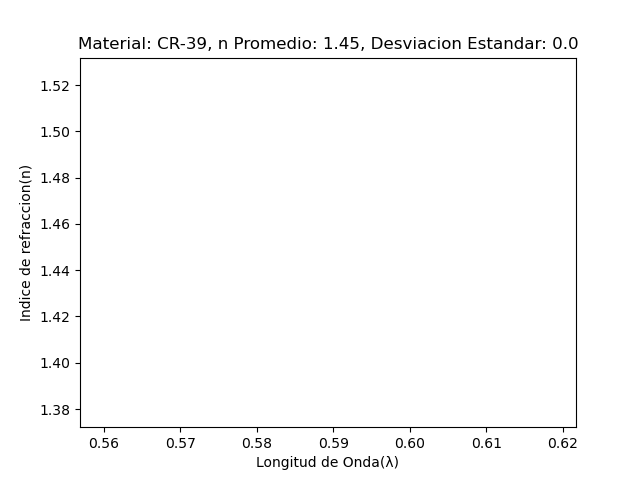 Material: CR-39, n Promedio: 1.45, Desviacion Estandar: 0.0
Indice de refraccion(n)
1.52
1.50
1.48
1.46
1.44
1.42
1.40
1.38
0.56 0.57 0.58 0.59 0.60 0.61 0.62
Longitud de Onda(λ)